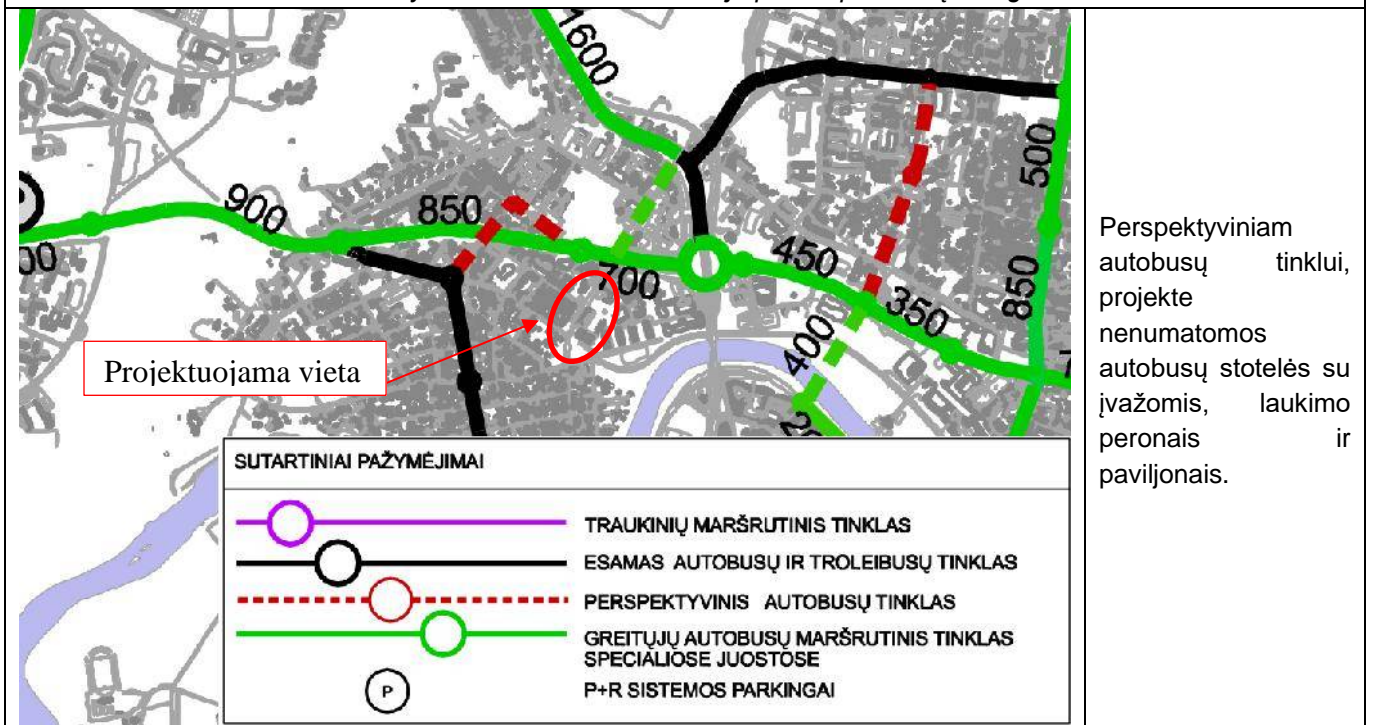 1600
500
900
850
P
00
700
450
350
850
400
Projektuojama vieta
Perspektyviniam
autobusų tinklui,
projekte
nenumatomos
autobusų stotelės su
įvažomis, laukimo
peronais ir
paviljonais.
SUTARTINIAI PAŽYMĖJIMAI
TRAUKINIŲ MARŠRUTINIS TINKLAS
ESAMAS AUTOBUSŲ IR TROLEIBUSŲ TINKLAS
PERSPEKTYVINIS AUTOBUSŲ TINKLAS
GREITŲJŲ AUTOBUSŲ MARŠRUTINIS TINKLAS
SPECIALIOSE JUOSTOSE
P P+R SISTEMOS PARKINGAI